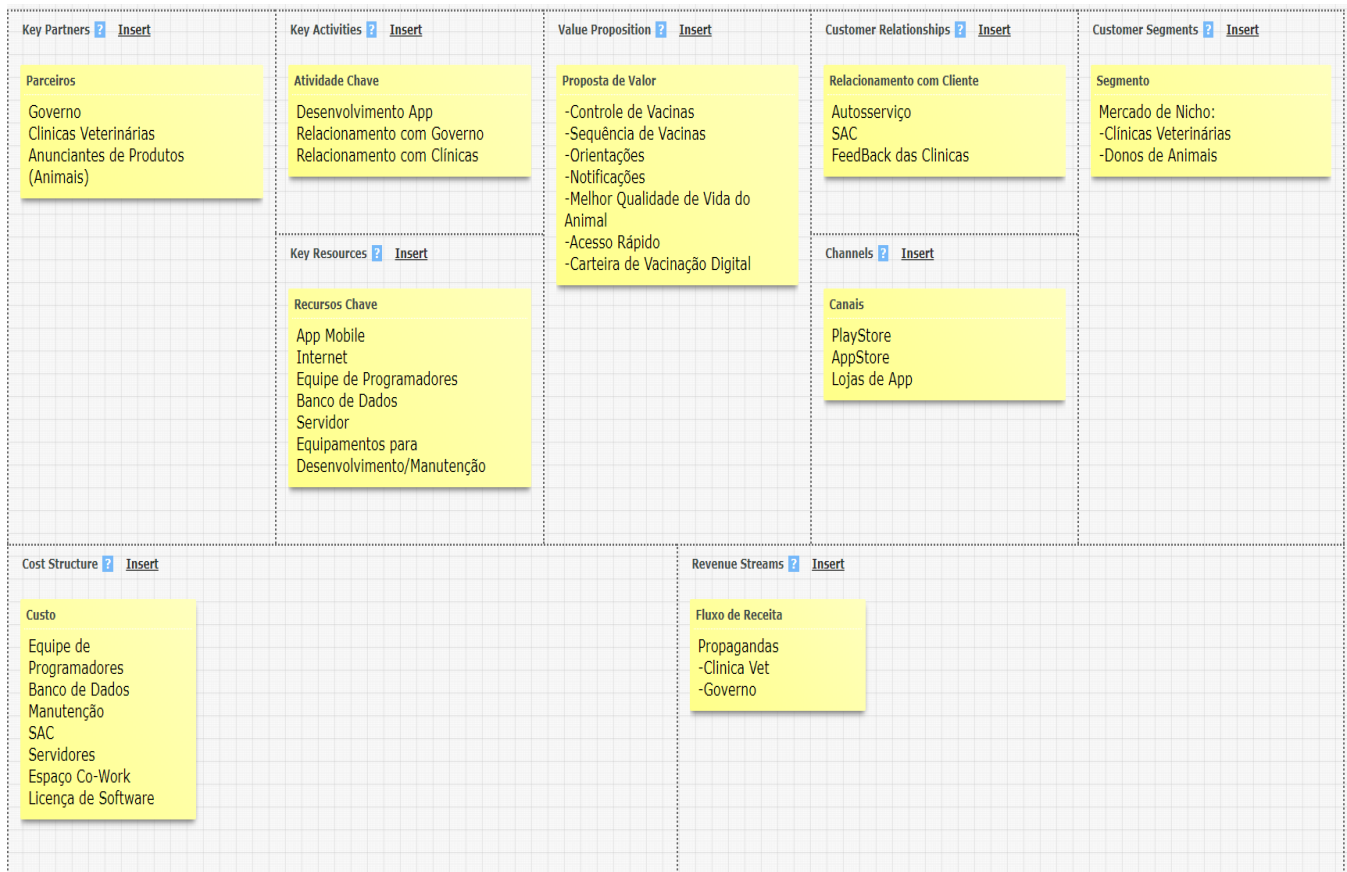 Key Partners ? Insert
Parceiros
Governo
Clinicas Veterinárias
Anunciantes de Produtos
(Animais)
Key Activities ? Insert
Atividade Chave
Desenvolvimento App
Relacionamento com Governo
Relacionamento com Clínicas
Key Resources ? Insert
Recursos Chave
App Mobile
Internet
Equipe de Programadores
Banco de Dados
Servidor
Equipamentos para
Desenvolvimento/Manutenção
Value Proposition ? Insert
Proposta de Valor
-Controle de Vacinas
-Sequência de Vacinas
-Orientações
-Notificações
-Melhor Qualidade de Vida do
Animal
-Acesso Rápido
-Carteira de Vacinação Digital
Customer Relationships ? Insert
Relacionamento com Cliente
Autosserviço
SAC
FeedBack das Clinicas
Channels ? Insert
Canais
PlayStore
AppStore
Lojas de App
Customer Segments ? Insert
Segmento
Mercado de Nicho:
-Clínicas Veterinárias
-Donos de Animais
Cost Structure ? Insert
Custo
Equipe de
Programadores
Banco de Dados
Manutenção
SAC
Servidores
Espaço Co-Work
Licença de Software
Revenue Streams ? Insert
Fluxo de Receita
Propagandas
-Clinica Vet
-Governo